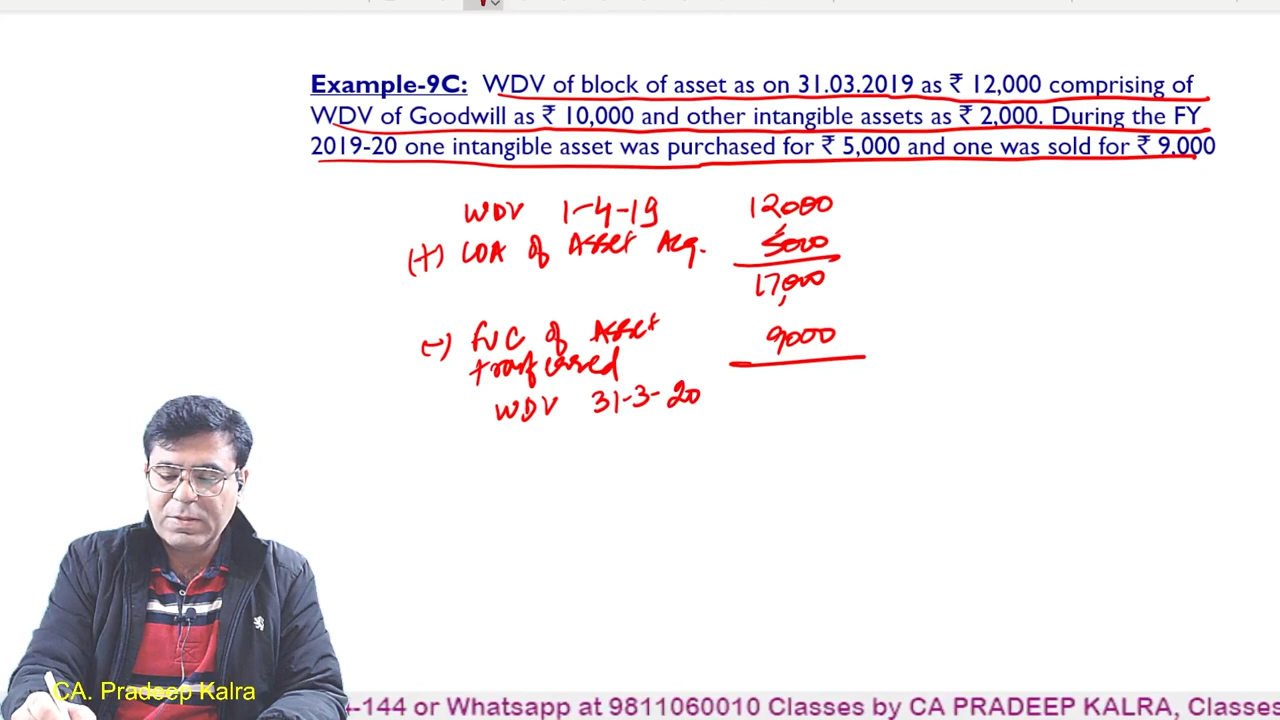 Example-9C: WDV of block of asset as on 31.03.2019 as ₹ 12,000 comprising of
WDV of Goodwill as ₹ 10,000 and other intangible assets as ₹ 2,000. During the FY
2019-20 one intangible asset was purchased for ₹ 5,000 and one was sold for ₹ 9,000
WDV 1-4-19 12000
(+) COA of Asset Acq. 5000
17,000
(-) FVC of Asset 9000
transferred
WDV 31-3-20
CA. Pradeep Kalra
-144 or Whatsapp at 9811060010 Classes by CA PRADEEP KALRA, Classes